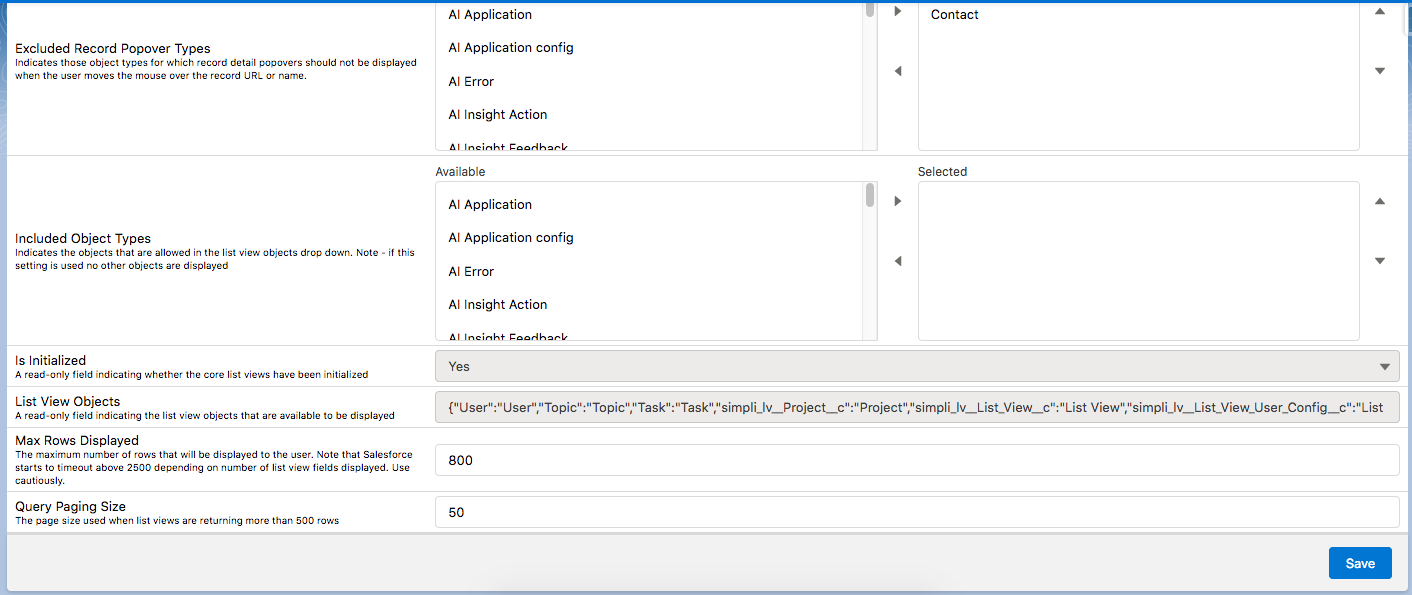 AI Application
Contact
Excluded Record Popover Types
Indicates those object types for which record detail popovers should not be displayed
when the user moves the mouse over the record URL or name.
AI Application config
AI Error
AI Insight Action
AI Insight Feedback
Available
Selected
Included Object Types
Indicates the objects that are allowed in the list view objects drop down. Note - if this
setting is used no other objects are displayed
AI Application
AI Application config
AI Error
AI Insight Action
AI Insight Feedback
Is Initialized
A read-only field indicating whether the core list views have been initialized
Yes
List View Objects
A read-only field indicating the list view objects that are available to be displayed
{"User":"User","Topic":"Topic","Task":"Task","simpli_lv__Project__c":"Project","simpli_lv__List_View__c":"List View","simpli_lv__List_View_User_Config__c":"List
Max Rows Displayed
The maximum number of rows that will be displayed to the user. Note that Salesforce
starts to timeout above 2500 depending on number of list view fields displayed. Use
cautiously.
800
Query Paging Size
The page size used when list views are returning more than 500 rows
50
Save